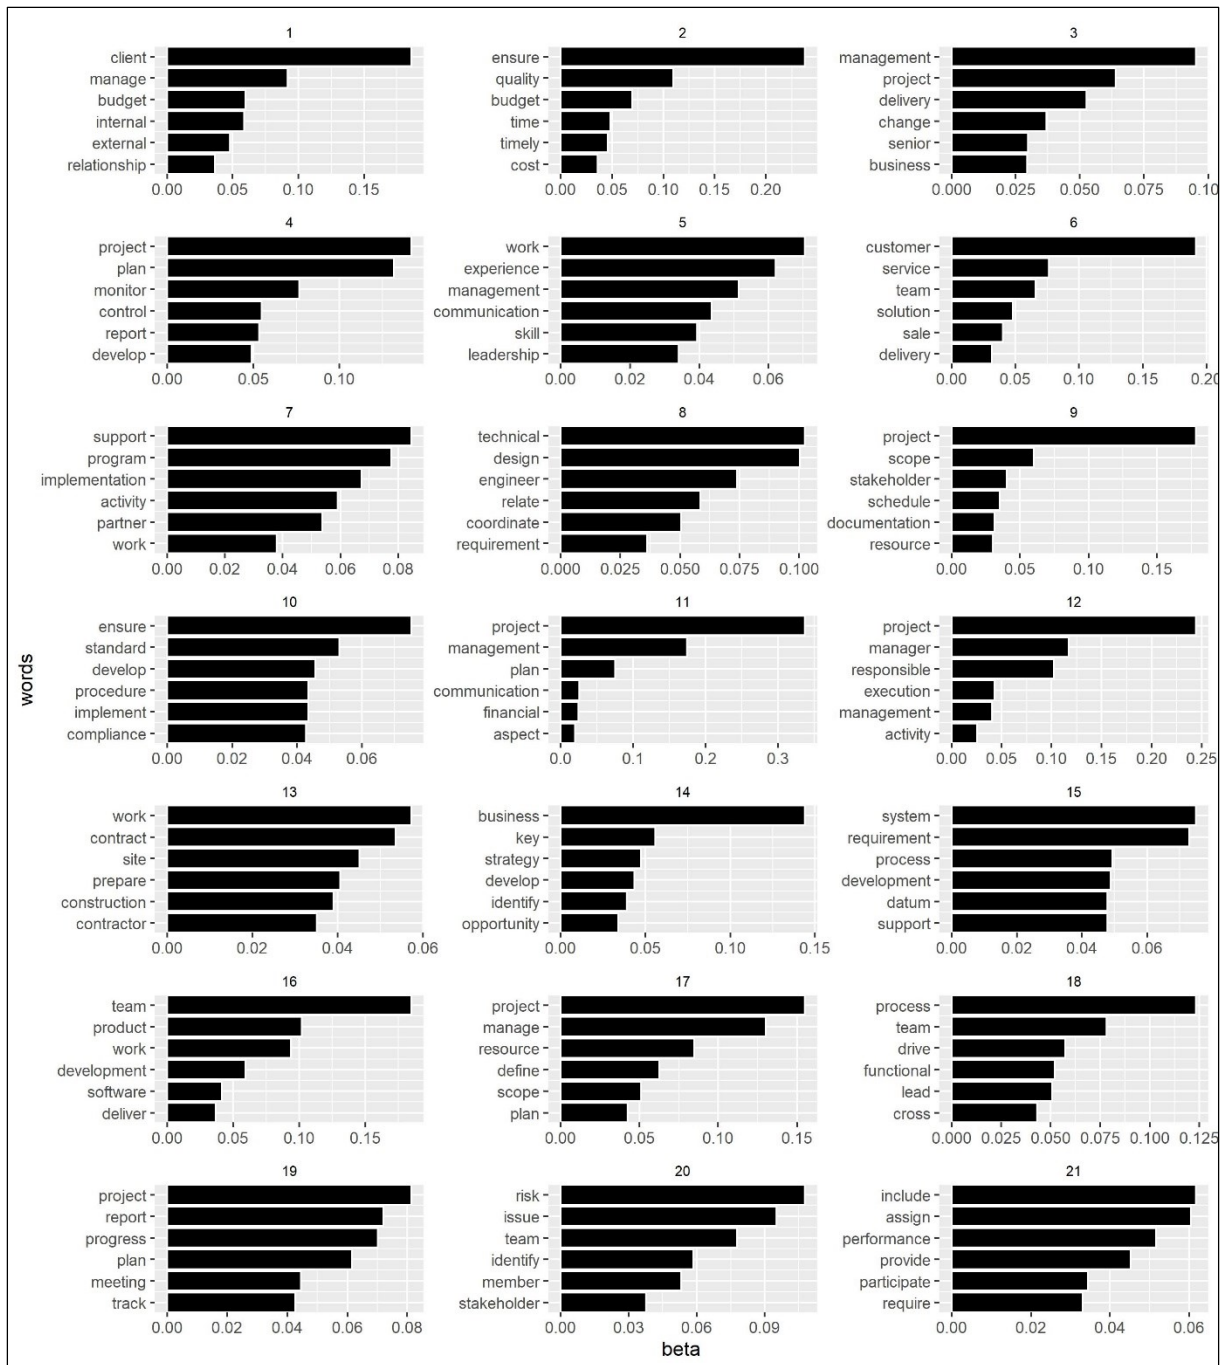 1
client
manage
budget
internal
external
relationship
0.00 0.05 0.10 0.15
2
ensure
quality
budget
time
timely
cost
0.00 0.05 0.10 0.15 0.20
3
management
project
delivery
change
senior
business
0.000 0.025 0.050 0.075 0.10
4
project
plan
monitor
control
report
develop
0.00 0.05 0.10
5
work
experience
management
communication
skill
leadership
0.00 0.02 0.04 0.06
6
customer
service
team
solution
sale
delivery
0.00 0.05 0.10 0.15 0.20
7
support
program
implementation
activity
partner
work
0.00 0.02 0.04 0.06 0.08
8
technical
design
engineer
relate
coordinate
requirement
0.000 0.025 0.050 0.075 0.100
9
project
scope
stakeholder
schedule
documentation
resource
0.00 0.05 0.10 0.15
words
10
ensure
standard
develop
procedure
implement
compliance
0.00 0.02 0.04 0.06
11
project
management
plan
communication
financial
aspect
0.0 0.1 0.2 0.3
12
project
manager
responsible
execution
management
activity
0.00 0.05 0.10 0.15 0.20 0.25
13
work
contract
site
prepare
construction
contractor
0.00 0.02 0.04 0.06
14
business
key
strategy
develop
identify
opportunity
0.00 0.05 0.10 0.15
15
system
requirement
process
development
datum
support
0.00 0.02 0.04 0.06
16
team
product
work
development
software
deliver
0.00 0.05 0.10 0.15
17
project
manage
resource
define
scope
plan
0.00 0.05 0.10 0.15
18
process
team
drive
functional
lead
cross
0.000 0.025 0.050 0.075 0.100 0.125
19
project
report
progress
plan
meeting
track
0.00 0.02 0.04 0.06 0.08
20
risk
issue
team
identify
member
stakeholder
0.00 0.03 0.06 0.09
21
include
assign
performance
provide
participate
require
0.00 0.02 0.04 0.06
beta